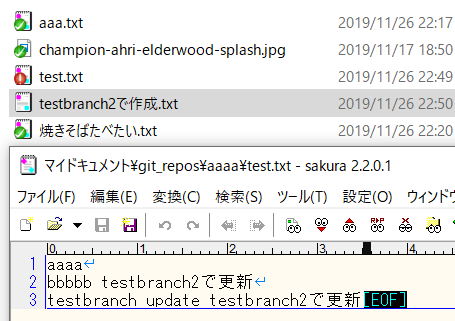 aaa.txt 2019/11/26 22:17
champion-ahri-elderwood-splash.jpg 2019/11/17 18:50
test.txt 2019/11/26 22:49
testbranch2で作成.txt 2019/11/26 22:50
焼きそばたべたい.txt 2019/11/26 22:20
マイドキュメント¥git_repos¥aaaa¥test.txt - sakura 2.2.0.1
ファイル(F) 編集(E) 変換(C) 検索(S) ツール(T) 設定(O) ウィンドウ
0 1 2 3 4
1 aaaa↵
2 bbbbb testbranch2で更新↵
3 testbranch update testbranch2で更新[EOF]